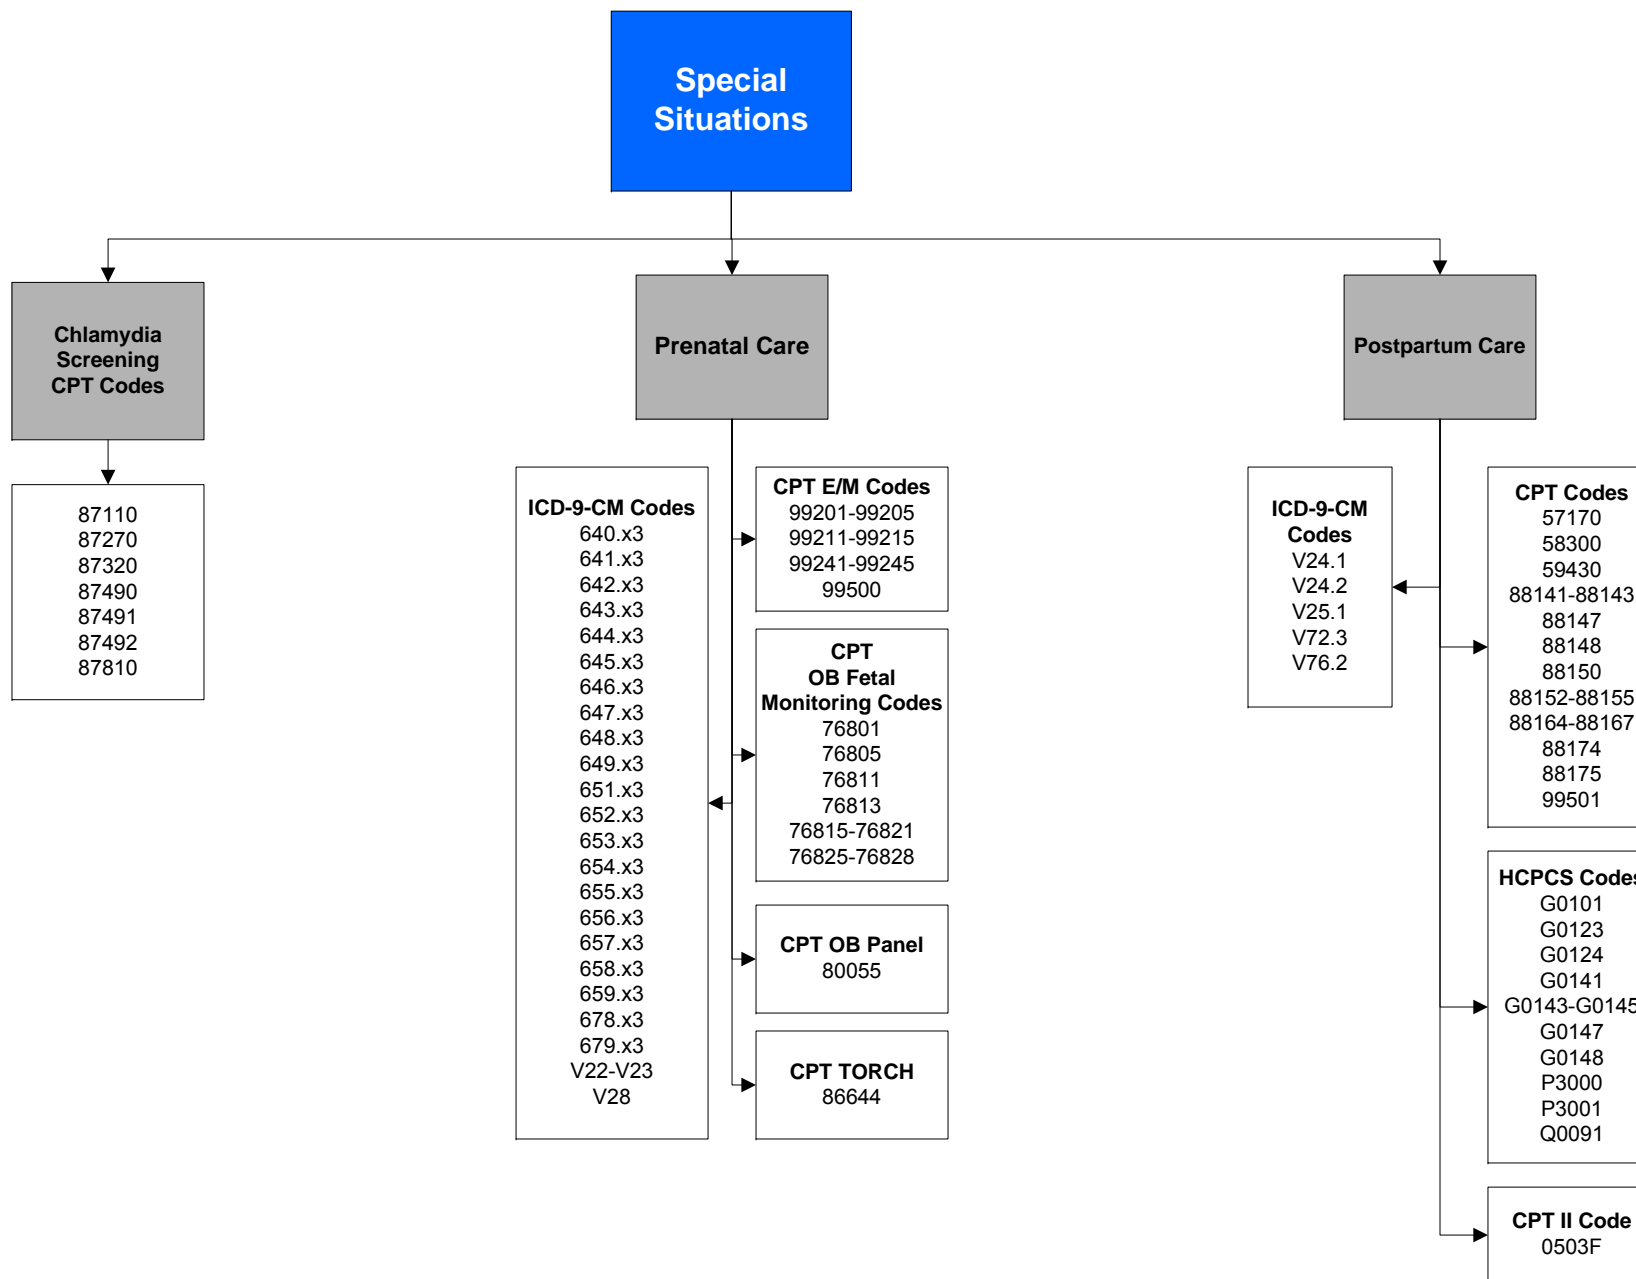 Special
Situations
Chlamydia
Screening
CPT Codes
87110
87270
87320
87490
87491
87492
87810
Prenatal Care
ICD-9-CM Codes
640.x3
641.x3
642.x3
643.x3
644.x3
645.x3
646.x3
647.x3
648.x3
649.x3
651.x3
652.x3
653.x3
654.x3
655.x3
656.x3
657.x3
658.x3
659.x3
678.x3
679.x3
V22-V23
V28
CPT E/M Codes
99201-99205
99211-99215
99241-99245
99500
CPT
OB Fetal
Monitoring Codes
76801
76805
76811
76813
76815-76821
76825-76828
CPT OB Panel
80055
CPT TORCH
86644
Postpartum Care
ICD-9-CM
Codes
V24.1
V24.2
V25.1
V72.3
V76.2
CPT Codes
57170
58300
59430
88141-88143
88147
88148
88150
88152-88155
88164-88167
88174
88175
99501
HCPCS Codes
G0101
G0123
G0124
G0141
G0143-G0145
G0147
G0148
P3000
P3001
Q0091
CPT II Code
0503F